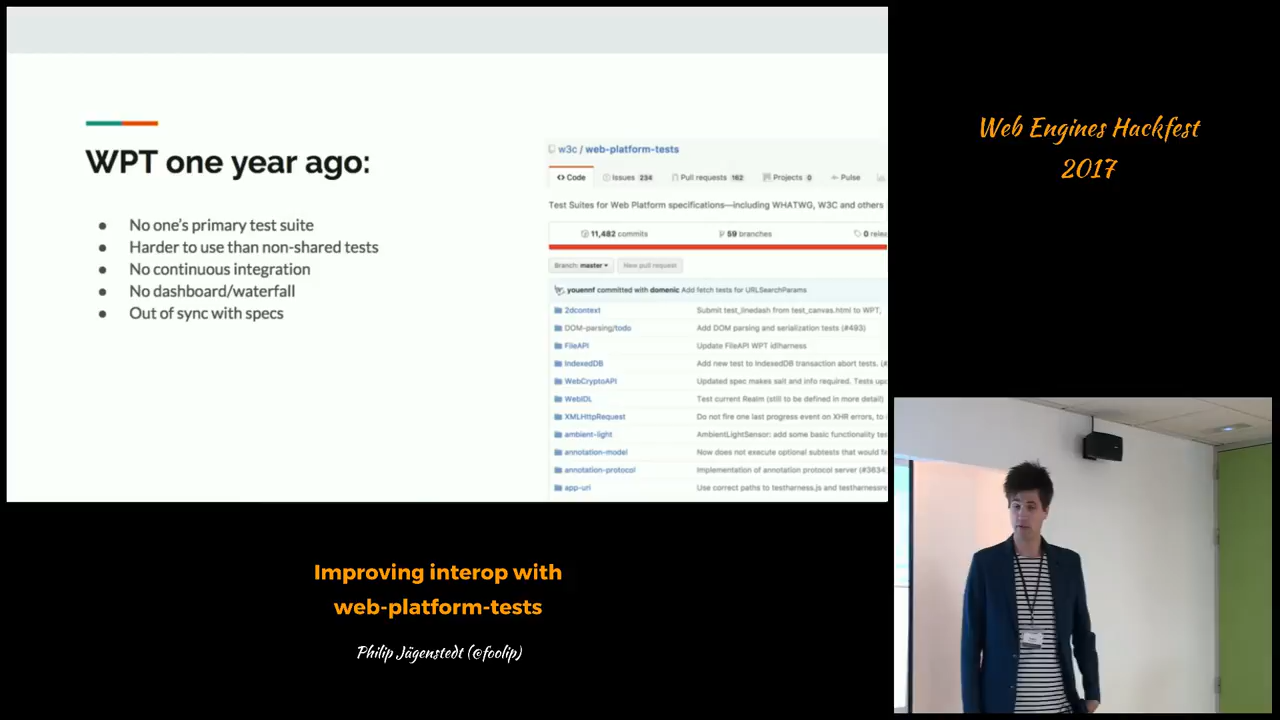 WPT one year ago:
● No one's primary test suite
● Harder to use than non-shared tests
● No continuous integration
● No dashboard/waterfall
● Out of sync with specs
w3c / web-platform-tests
Code Issues 234 Pull requests 162 Projects 0 Pulse
Test Suites for Web Platform specifications—including WHATWG, W3C and others
11,482 commits 59 branches 0 relea
Branch: master New pull request
youennf committed with domenic Add fetch tests for URLSearchParams
2dcontext Submit test_linedash from test_canvas.html to WPT,
DOM-parsing/todo Add DOM parsing and serialization tests (#493)
FileAPI Update FileAPI WPT idlharness
IndexedDB Add new test to IndexedDB transaction abort tests. (#
WebCryptoAPI Updated spec makes salt and info required. Tests upd
WebIDL Test current Realm (still to be defined in more detail)
XMLHttpRequest Do not fire one last progress event on XHR errors, to
ambient-light AmbientLightSensor: add some basic functionality te
annotation-model Now does not execute optional subtests that would fa
annotation-protocol Implementation of annotation protocol server (#3634
app-uri Use correct paths to testharness.js and testharnessre
Web Engines Hackfest
2017
Improving interop with
web-platform-tests
Philip Jägenstedt (@foolip)